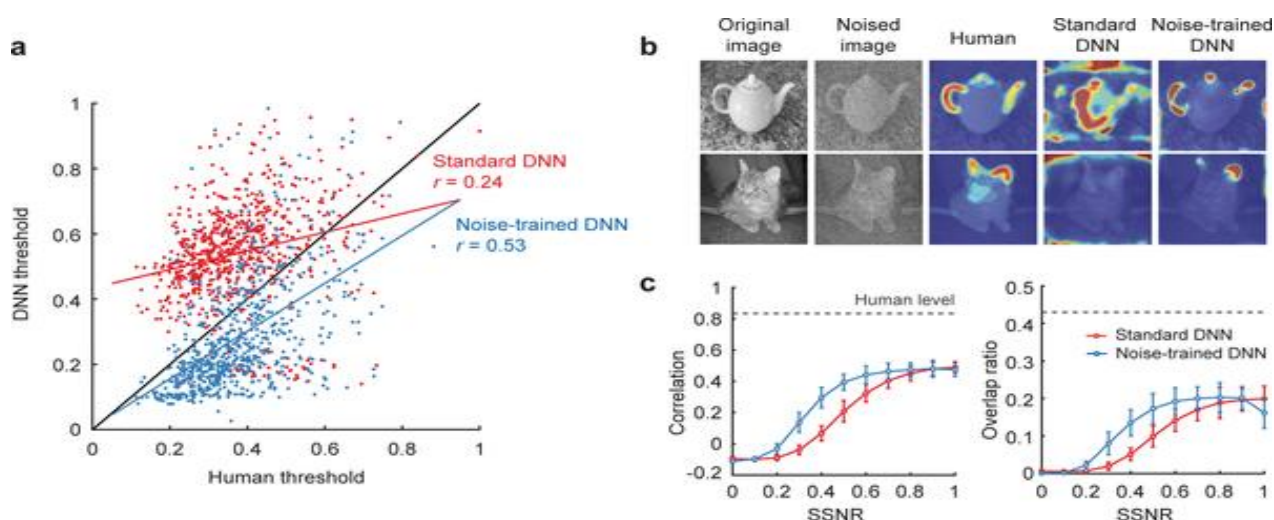 a
1
0.8
0.6
0.4
0.2
0
0
0.2
0.4
0.6
0.8
1
DNN threshold
Human threshold
Standard DNN
r = 0.24
Noise-trained DNN
r = 0.53
b
Original
image
Noised
image
Human
Standard
DNN
Noise-trained
DNN
c
1
0.8
0.6
0.4
0.2
0
-0.2
0
0.2
0.4
0.6
0.8
1
Correlation
SSNR
Human level
0.5
0.4
0.3
0.2
0.1
0
0
0.2
0.4
0.6
0.8
1
Overlap ratio
SSNR
Standard DNN
Noise-trained DNN